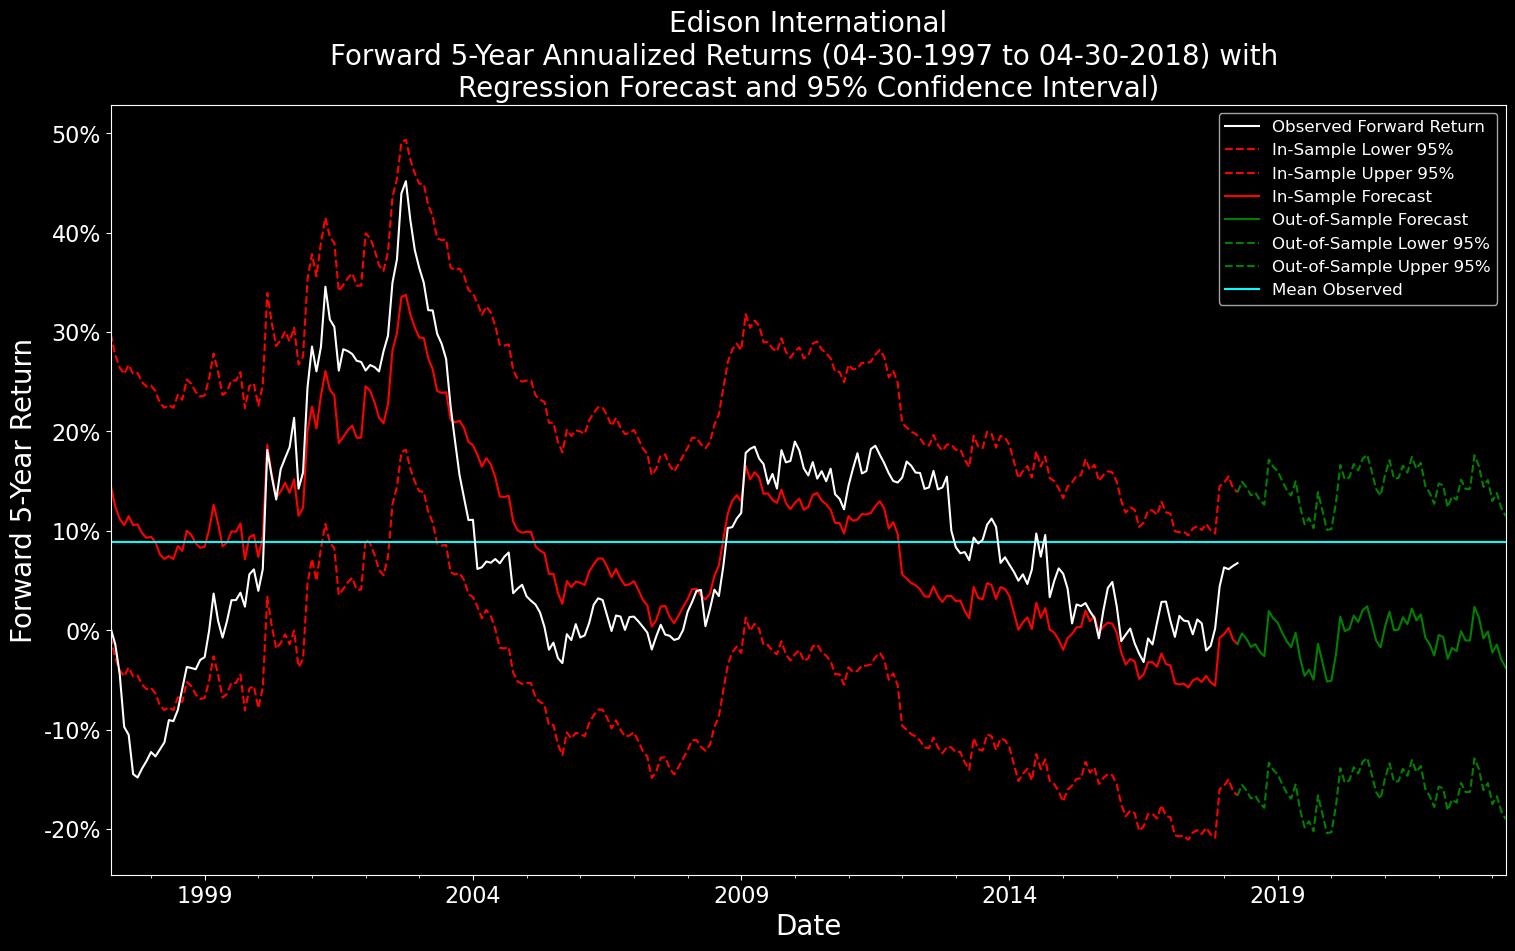 Edison International
Forward 5-Year Annualized Returns (04-30-1997 to 04-30-2018) with
Regression Forecast and 95% Confidence Interval)
Observed Forward Return
In-Sample Lower 95%
In-Sample Upper 95%
In-Sample Forecast
Out-of-Sample Forecast
Out-of-Sample Lower 95%
Out-of-Sample Upper 95%
Mean Observed
Forward 5-Year Return
50%
40%
30%
20%
10%
0%
-10%
-20%
1999 2004 2009 2014 2019
Date